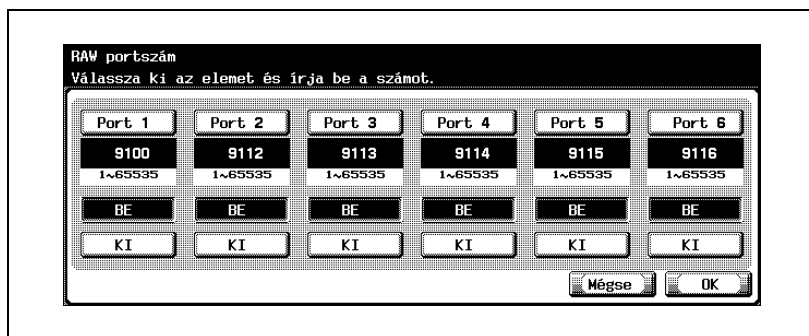 RAW portszám
Válassza ki az elemet és írja be a számot.
Port 1 Port 2 Port 3 Port 4 Port 5 Port 6
9100 9112 9113 9114 9115 9116
1~65535 1~65535 1~65535 1~65535 1~65535 1~65535
BE BE BE BE BE BE
KI KI KI KI KI KI
Mégse OK